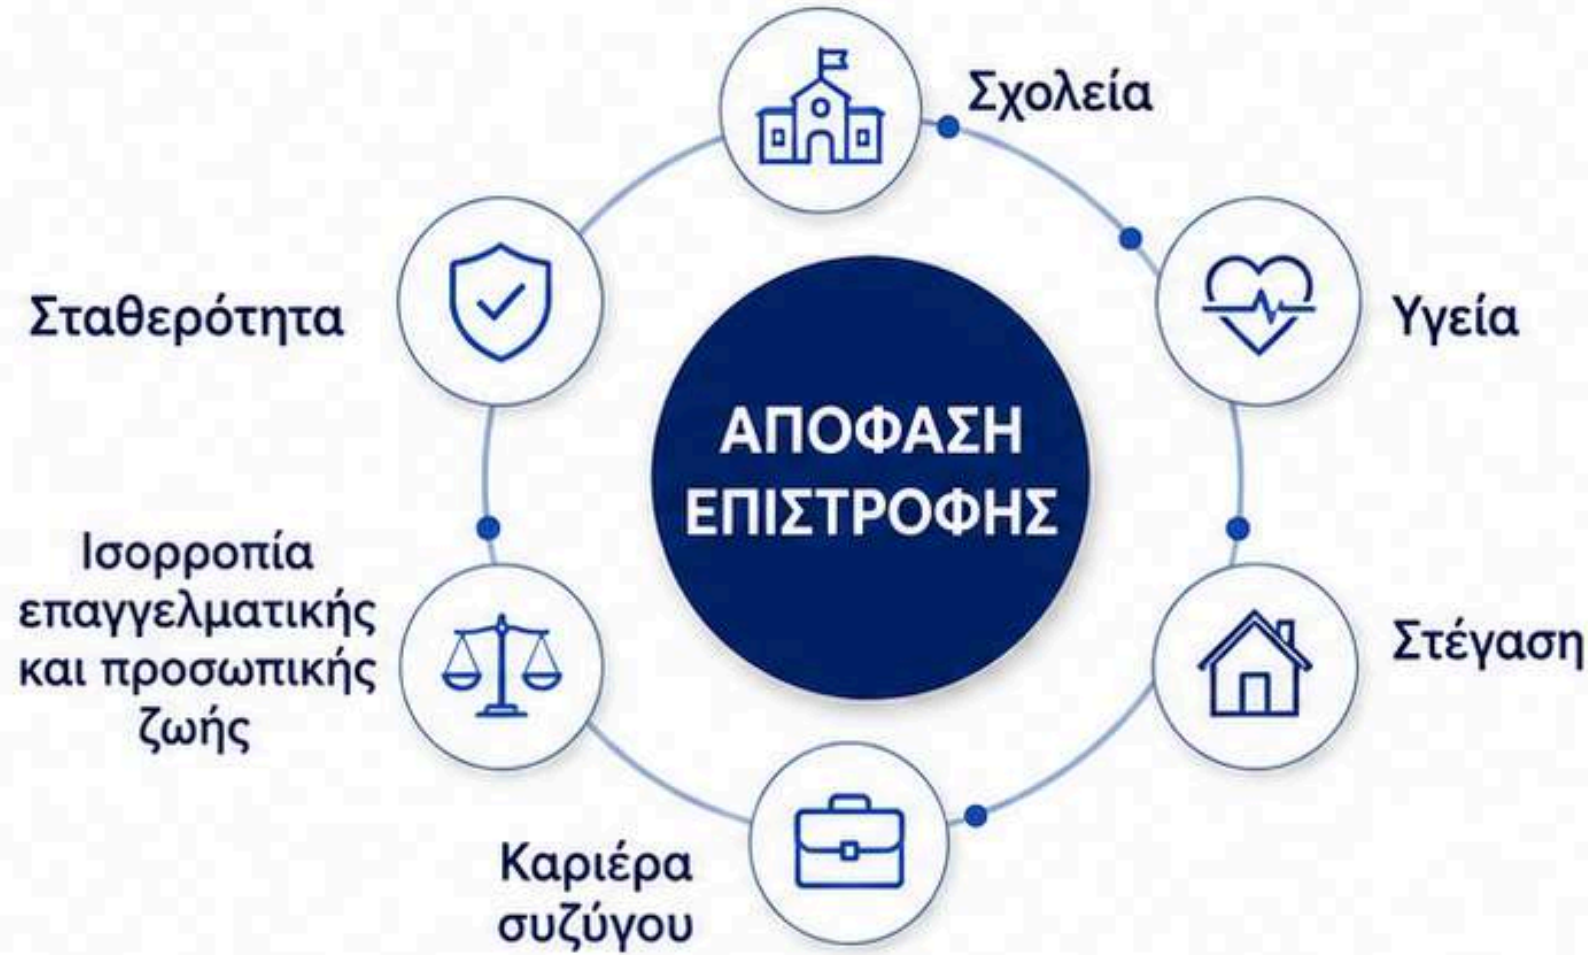 Σχολεία
Υγεία
Στέγαση
Καριέρα
συζύγου
Ισορροπία
επαγγελματικής
και προσωπικής
ζωής
Σταθερότητα
ΑΠΟΦΑΣΗ
ΕΠΙΣΤΡΟΦΗΣ